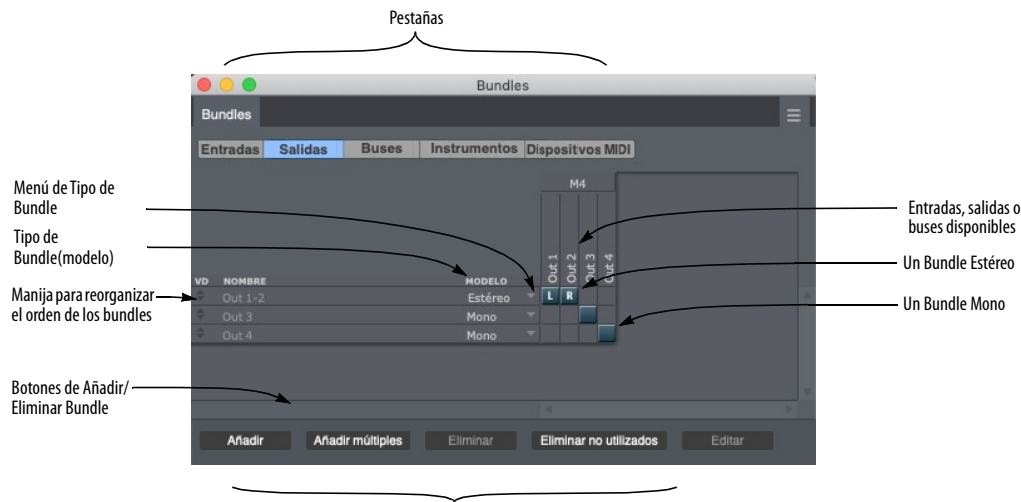 Pestañas
Bundles
Bundles
Entradas Salidas Buses Instrumentos Dispositvos MIDI
M4
Menú de Tipo de
Bundle
Entradas, salidas o
buses disponibles
Tipo de
Bundle(modelo)
Out 1 Out 2 Out 3 Out 4
Un Bundle Estéreo
VD NOMBRE MODELO
Manija para reorganizar
el orden de los bundles
Out 1-2 Estéreo L R
Un Bundle Mono
Out 3 Mono
Out 4 Mono
Botones de Añadir/
Eliminar Bundle
Añadir Añadir múltiples Eliminar Eliminar no utilizados Editar